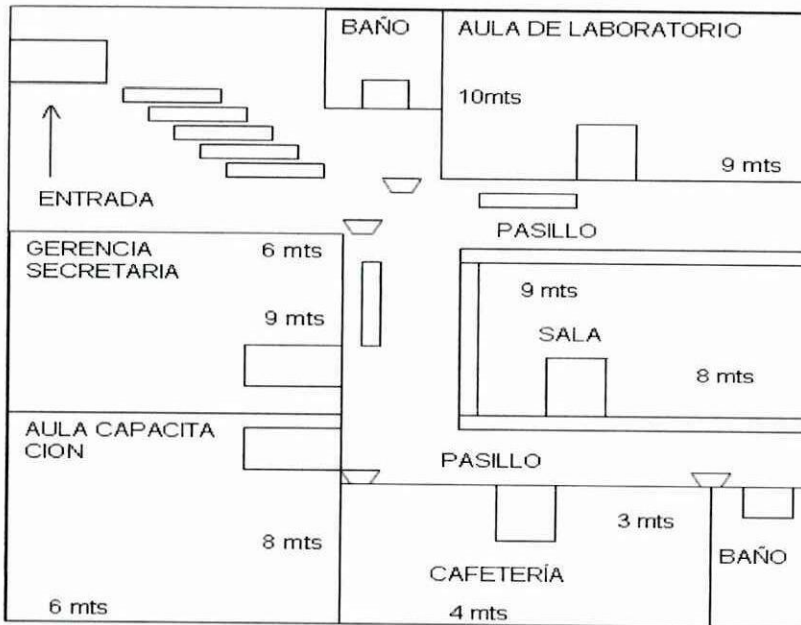 BAÑO
AULA DE LABORATORIO
10mts
9 mts
ENTRADA
PASILLO
GERENCIA
SECRETARIA
6 mts
9 mts
9 mts
SALA
8 mts
AULA CAPACITA
CION
PASILLO
8 mts
6 mts
3 mts
CAFETERÍA
4 mts
BAÑO